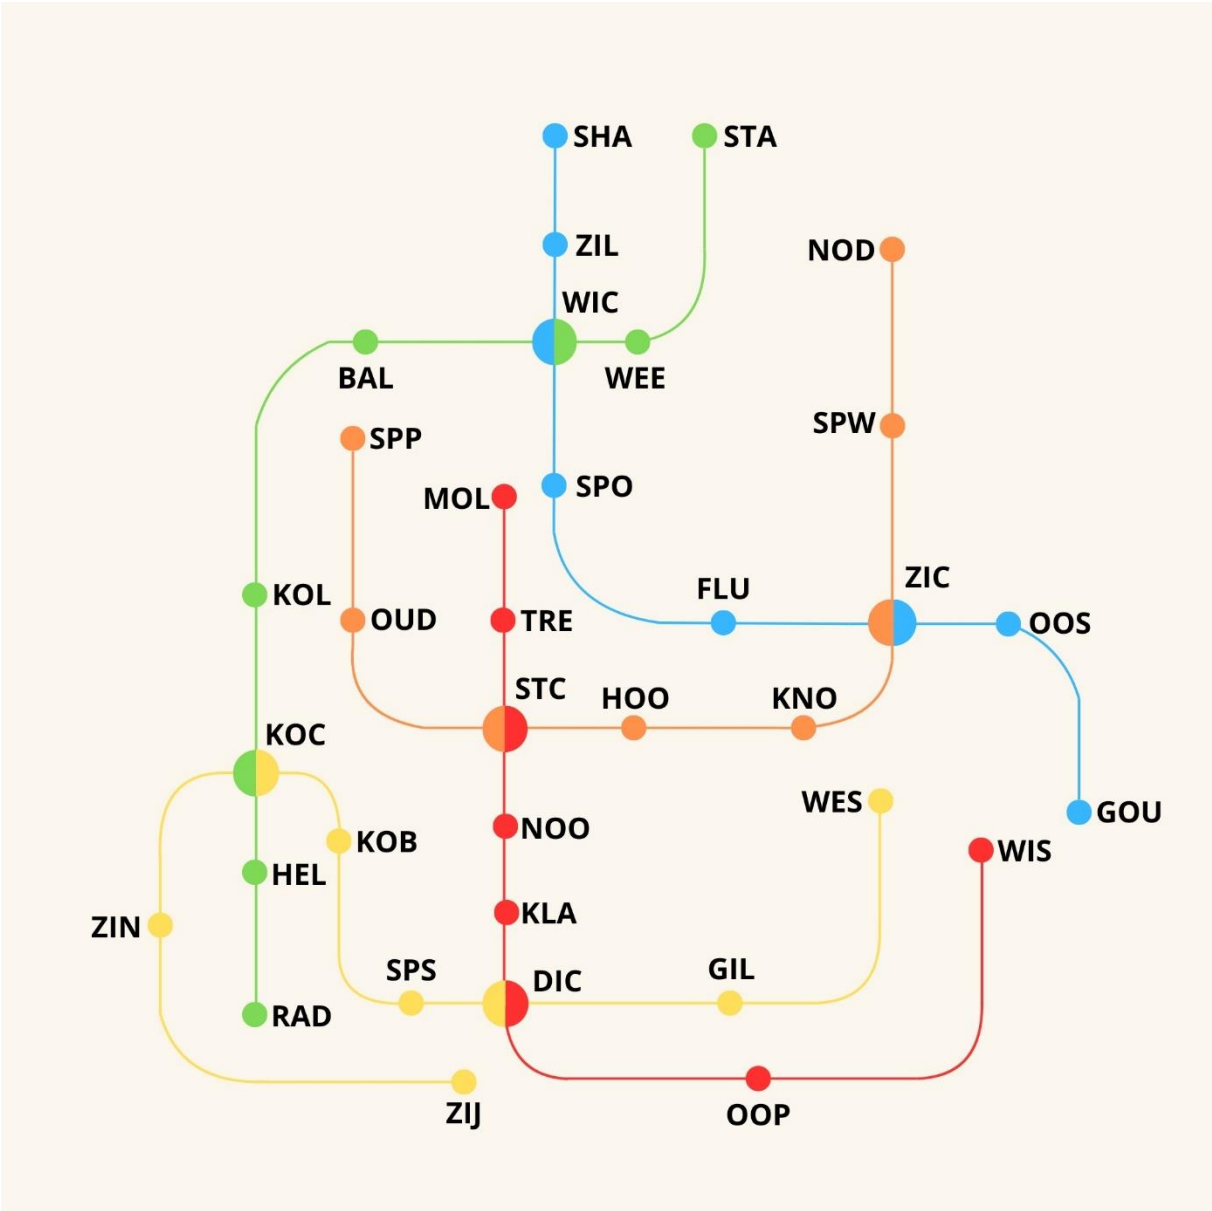 SHA
STA
ZIL
NOD
WIC
BAL
WEE
SPW
SPP
MOL
SPO
ZIC
FLU
KOL
OUD
TRE
OOS
STC
HOO
KNO
KOC
WES
GOU
NOO
KOB
WIS
HEL
KLA
ZIN
SPS
GIL
DIC
RAD
ZIJ
OOP